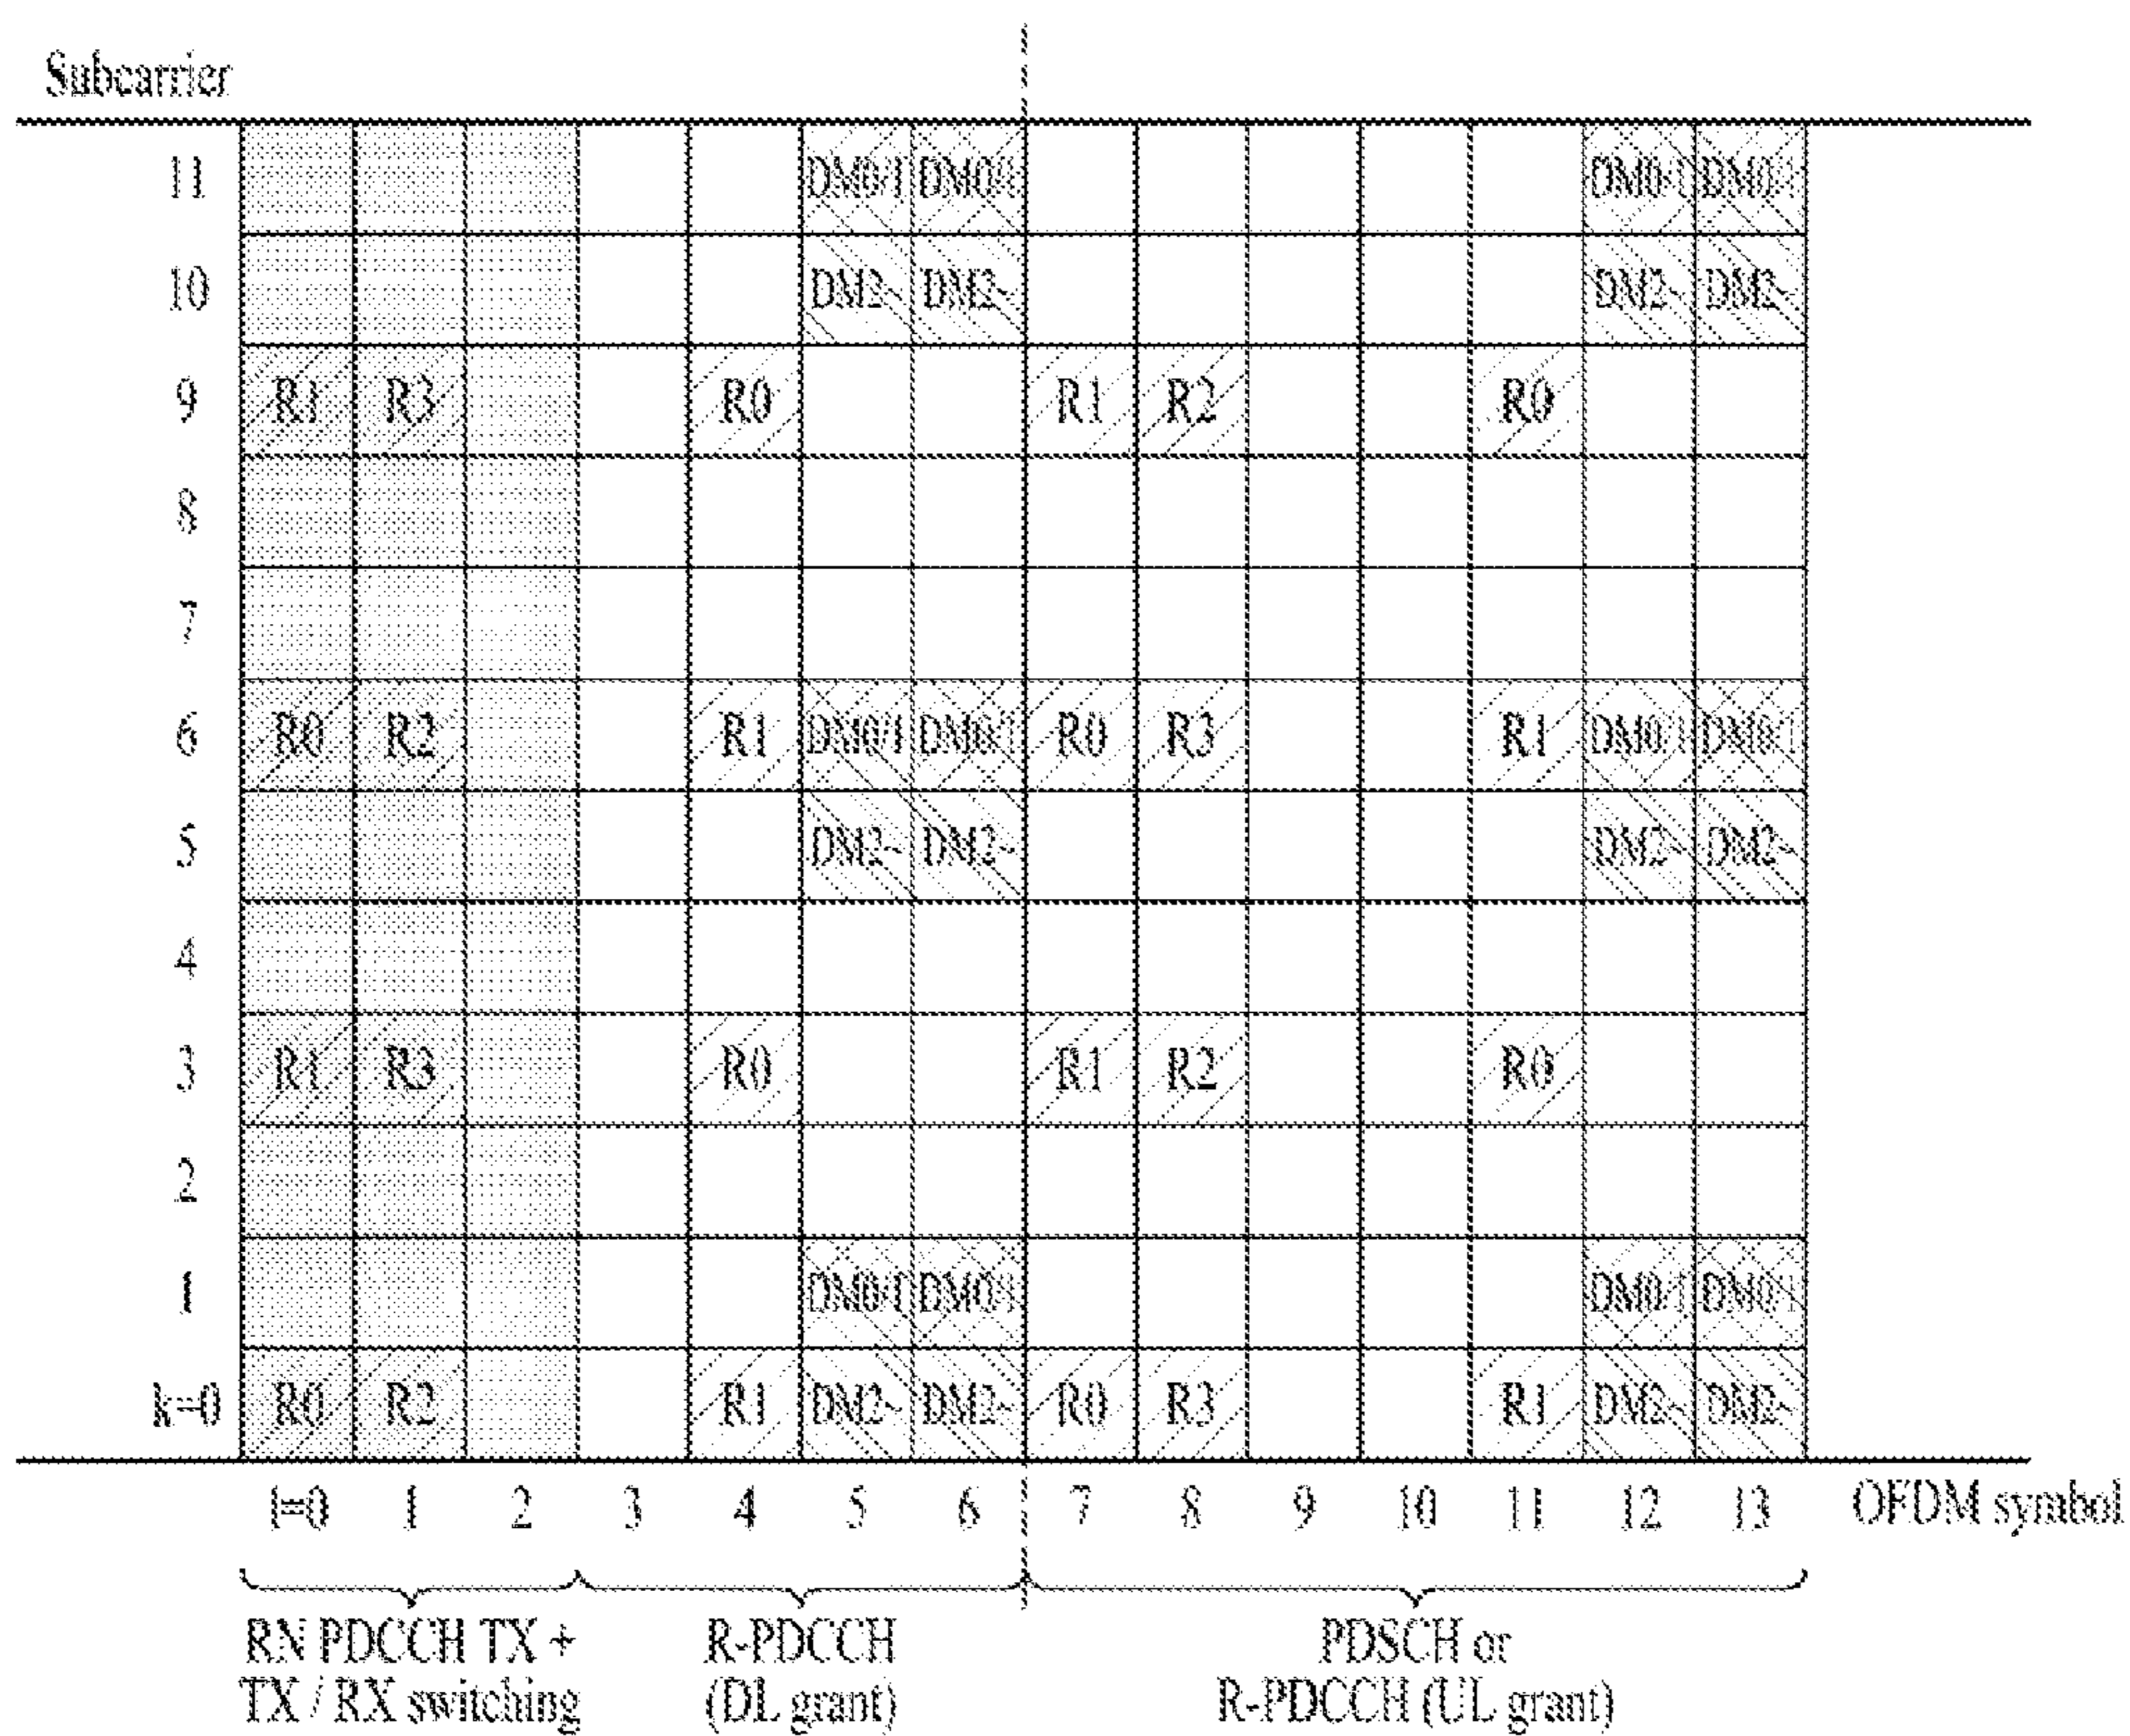 Subcarrier
11 DM0/1 DM0/1 DM0/1 DM0/1
10 DM2~ DM2~ DM2~ DM2~
9 R1 R3 R0 R1 R2 R0
8
7
6 R0 R2 R1 DM0/1 DM0/1 R0 R3 R1 DM0/1 DM0/1
5 DM2~ DM2~ DM2~ DM2~
4
3 R1 R3 R0 R1 R2 R0
2
1 DM0/1 DM0/1 DM0/1 DM0/1
k=0 R0 R2 R1 DM2~ DM2~ R0 R3 R1 DM2~ DM2~
l=0 1 2 3 4 5 6 7 8 9 10 11 12 13 OFDM symbol
RN PDCCH TX + R-PDCCH PDSCH or
TX / RX switching (DL grant) R-PDCCH (UL grant)